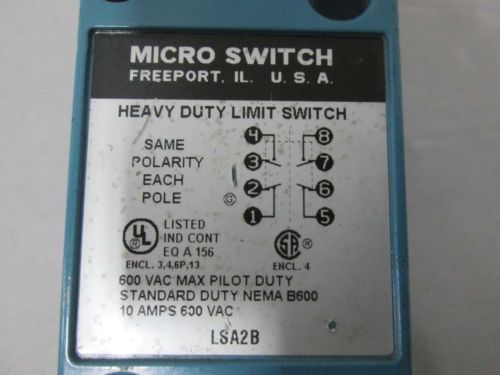 MICRO SWITCH
FREEPORT, IL. U. S. A.
HEAVY DUTY LIMIT SWITCH
SAME
POLARITY
EACH
POLE
4 8
3 7
2 6
1 5
G
UL
LISTED
IND CONT
EQ A 156
ENCL. 3,4,6P,13
SA ®
ENCL. 4
600 VAC MAX PILOT DUTY
STANDARD DUTY NEMA B600
10 AMPS 600 VAC
LSA2B